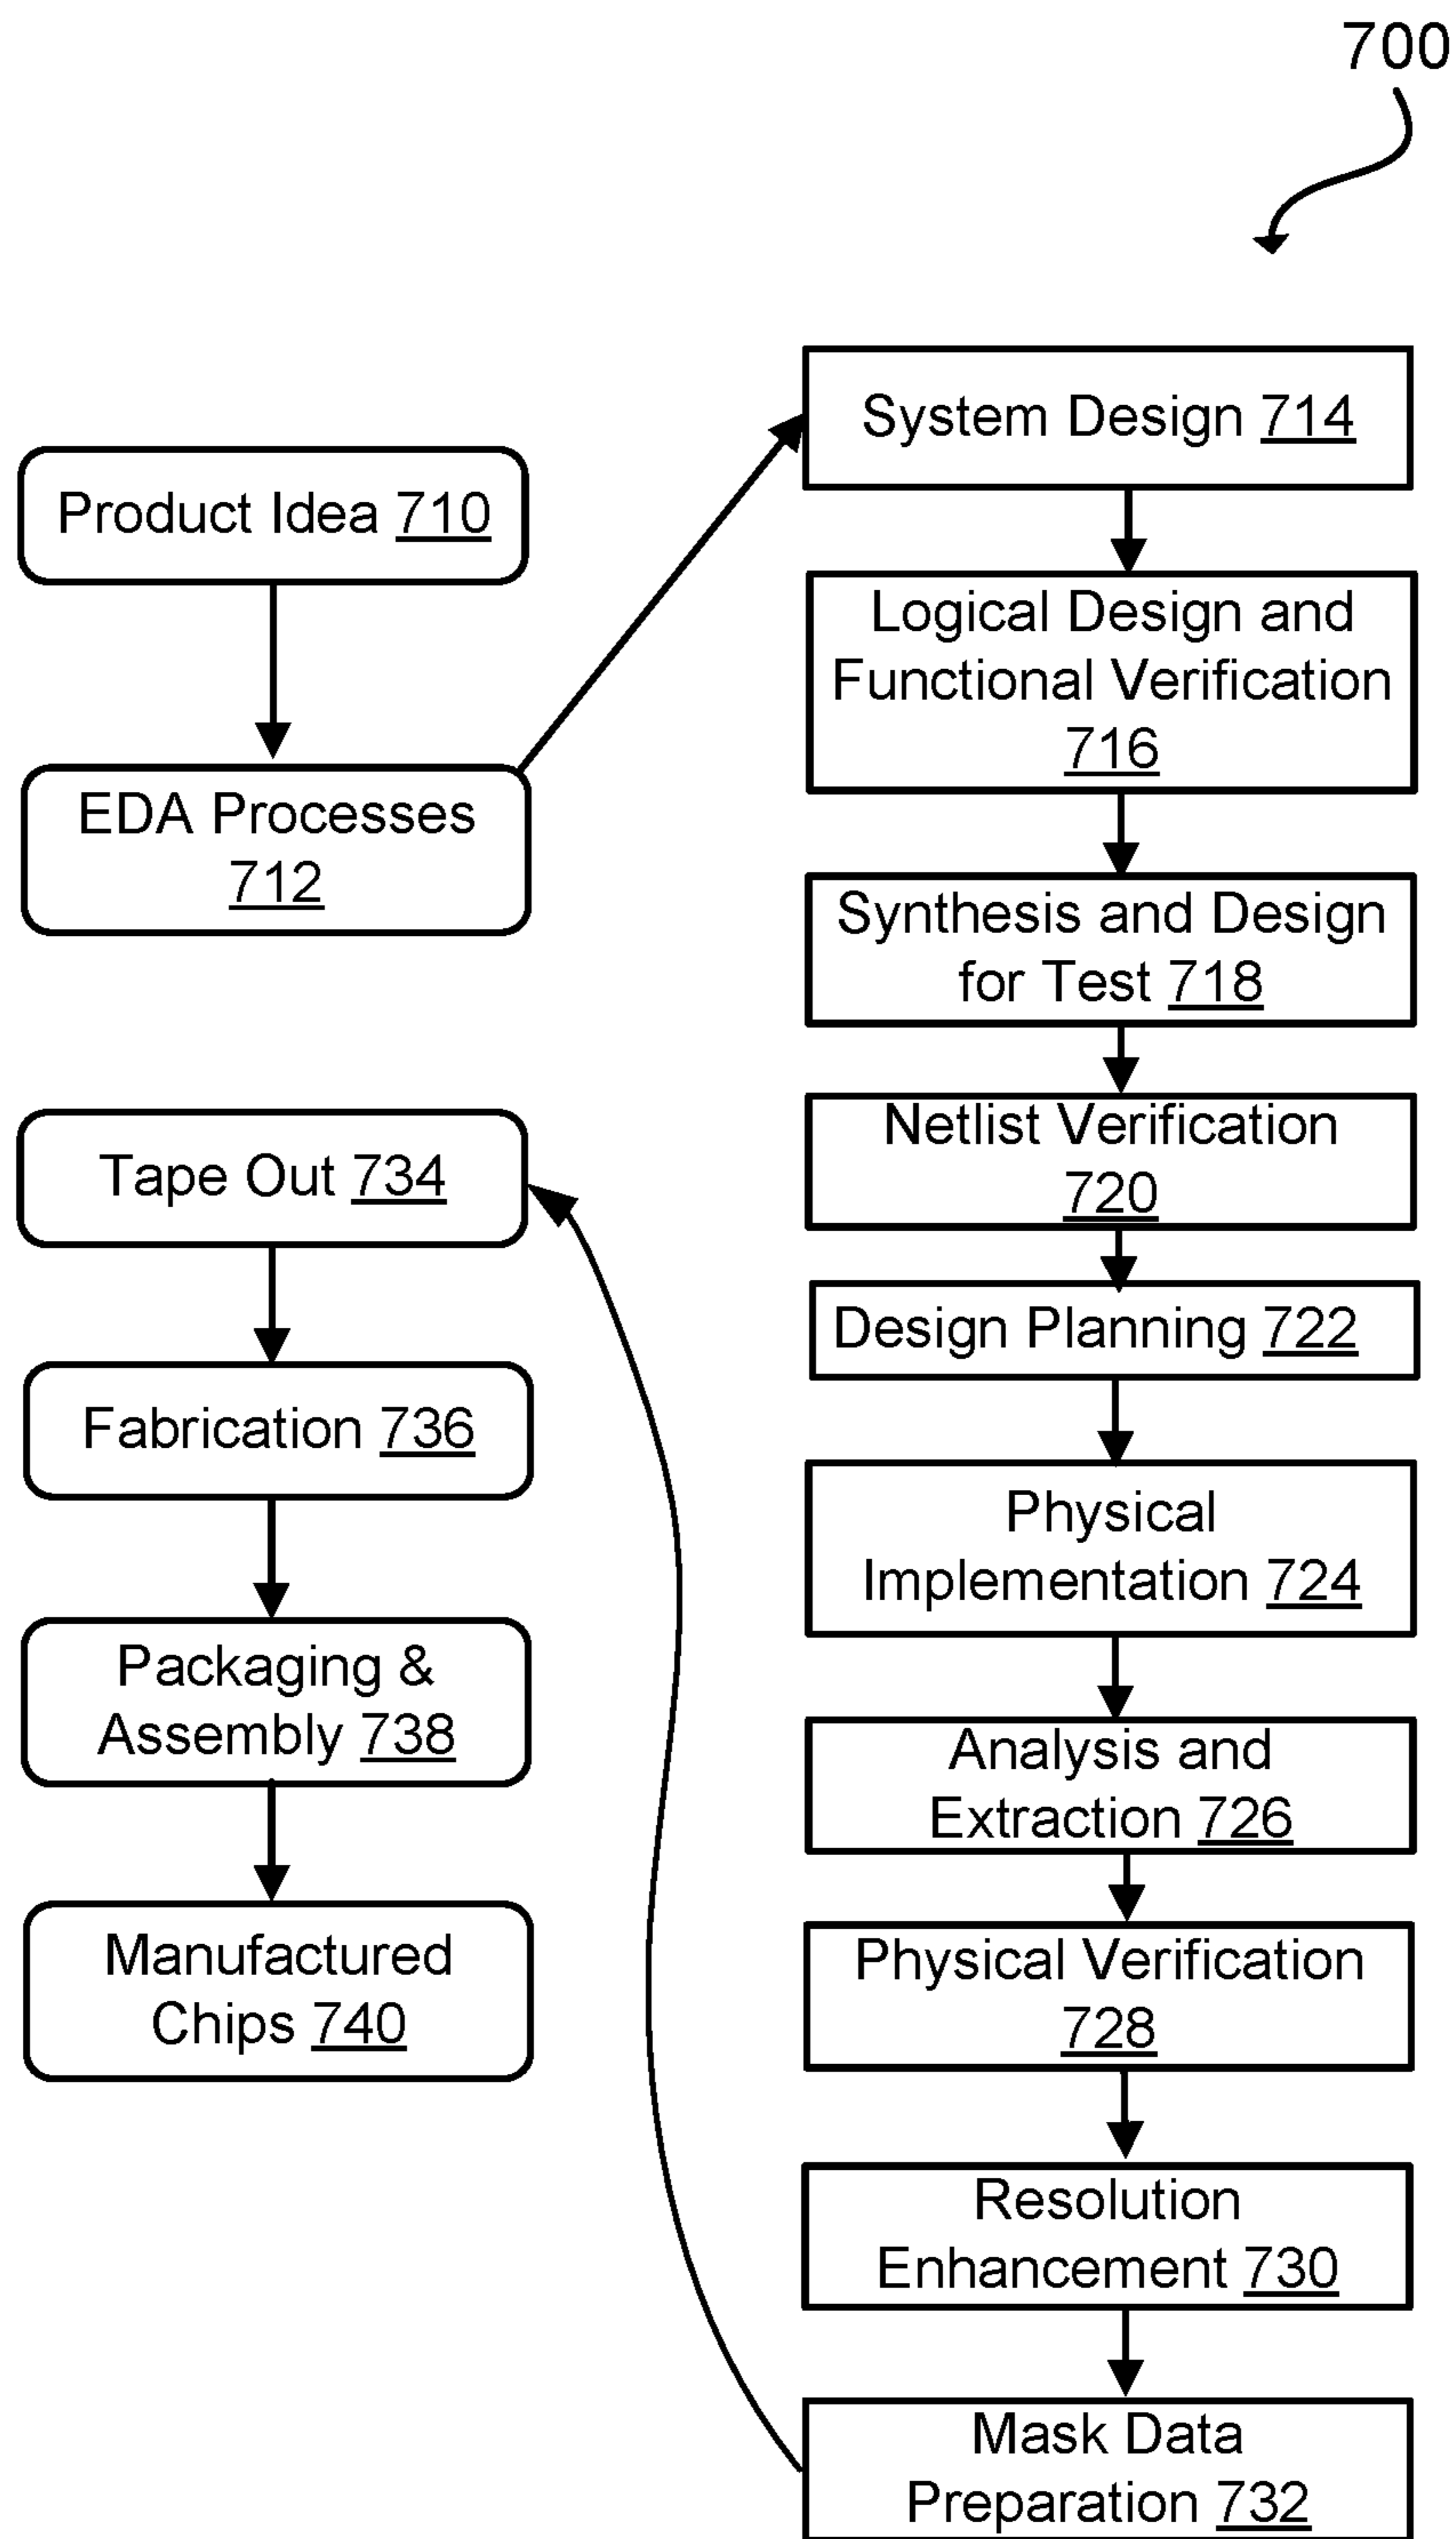 700
Product Idea 710
EDA Processes
712
System Design 714
Logical Design and
Functional Verification
716
Synthesis and Design
for Test 718
Netlist Verification
720
Design Planning 722
Physical
Implementation 724
Analysis and
Extraction 726
Physical Verification
728
Resolution
Enhancement 730
Mask Data
Preparation 732
Tape Out 734
Fabrication 736
Packaging &
Assembly 738
Manufactured
Chips 740